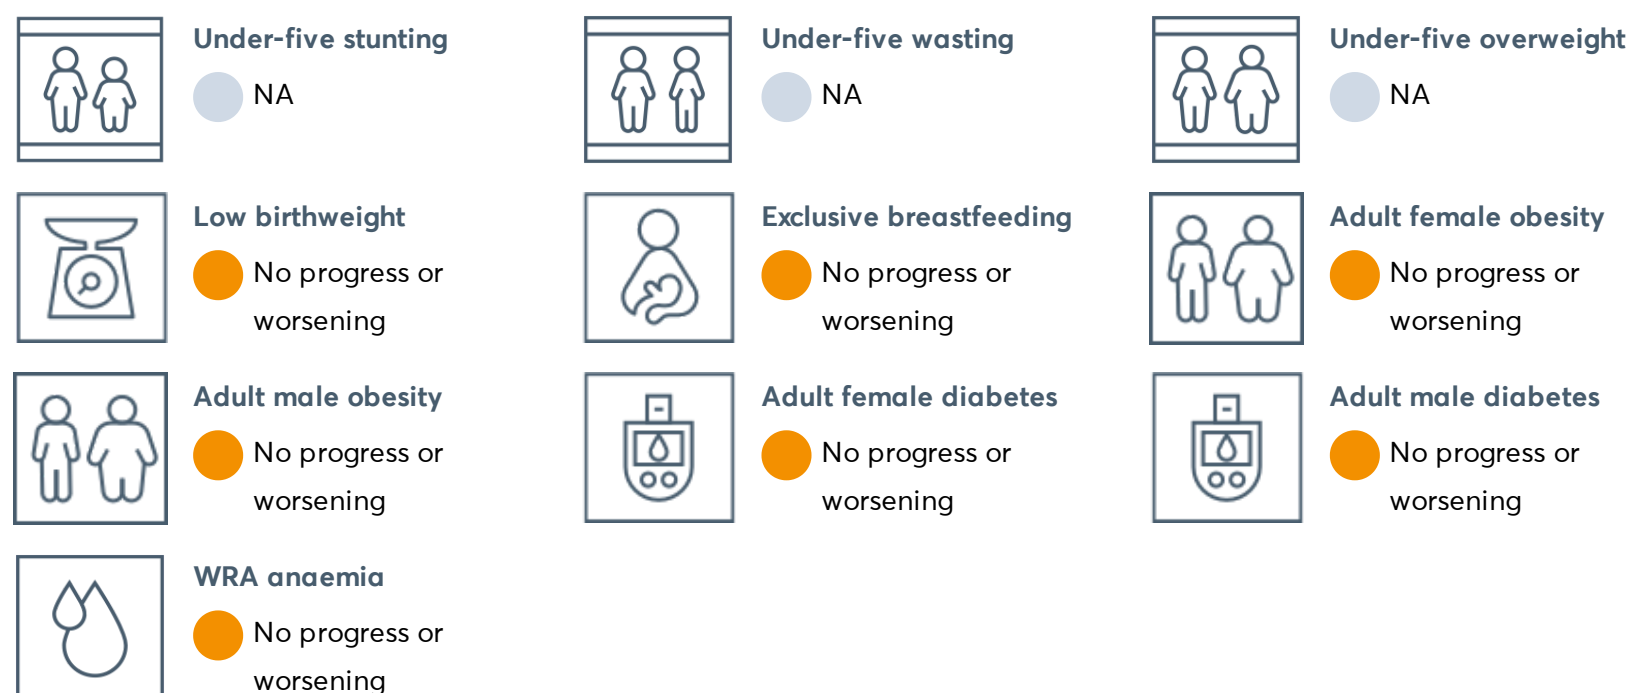 Under-five stunting
NA
Under-five wasting
NA
Under-five overweight
NA
Low birthweight
No progress or
worsening
Exclusive breastfeeding
No progress or
worsening
Adult female obesity
No progress or
worsening
Adult male obesity
No progress or
worsening
Adult female diabetes
No progress or
worsening
Adult male diabetes
No progress or
worsening
WRA anaemia
No progress or
worsening